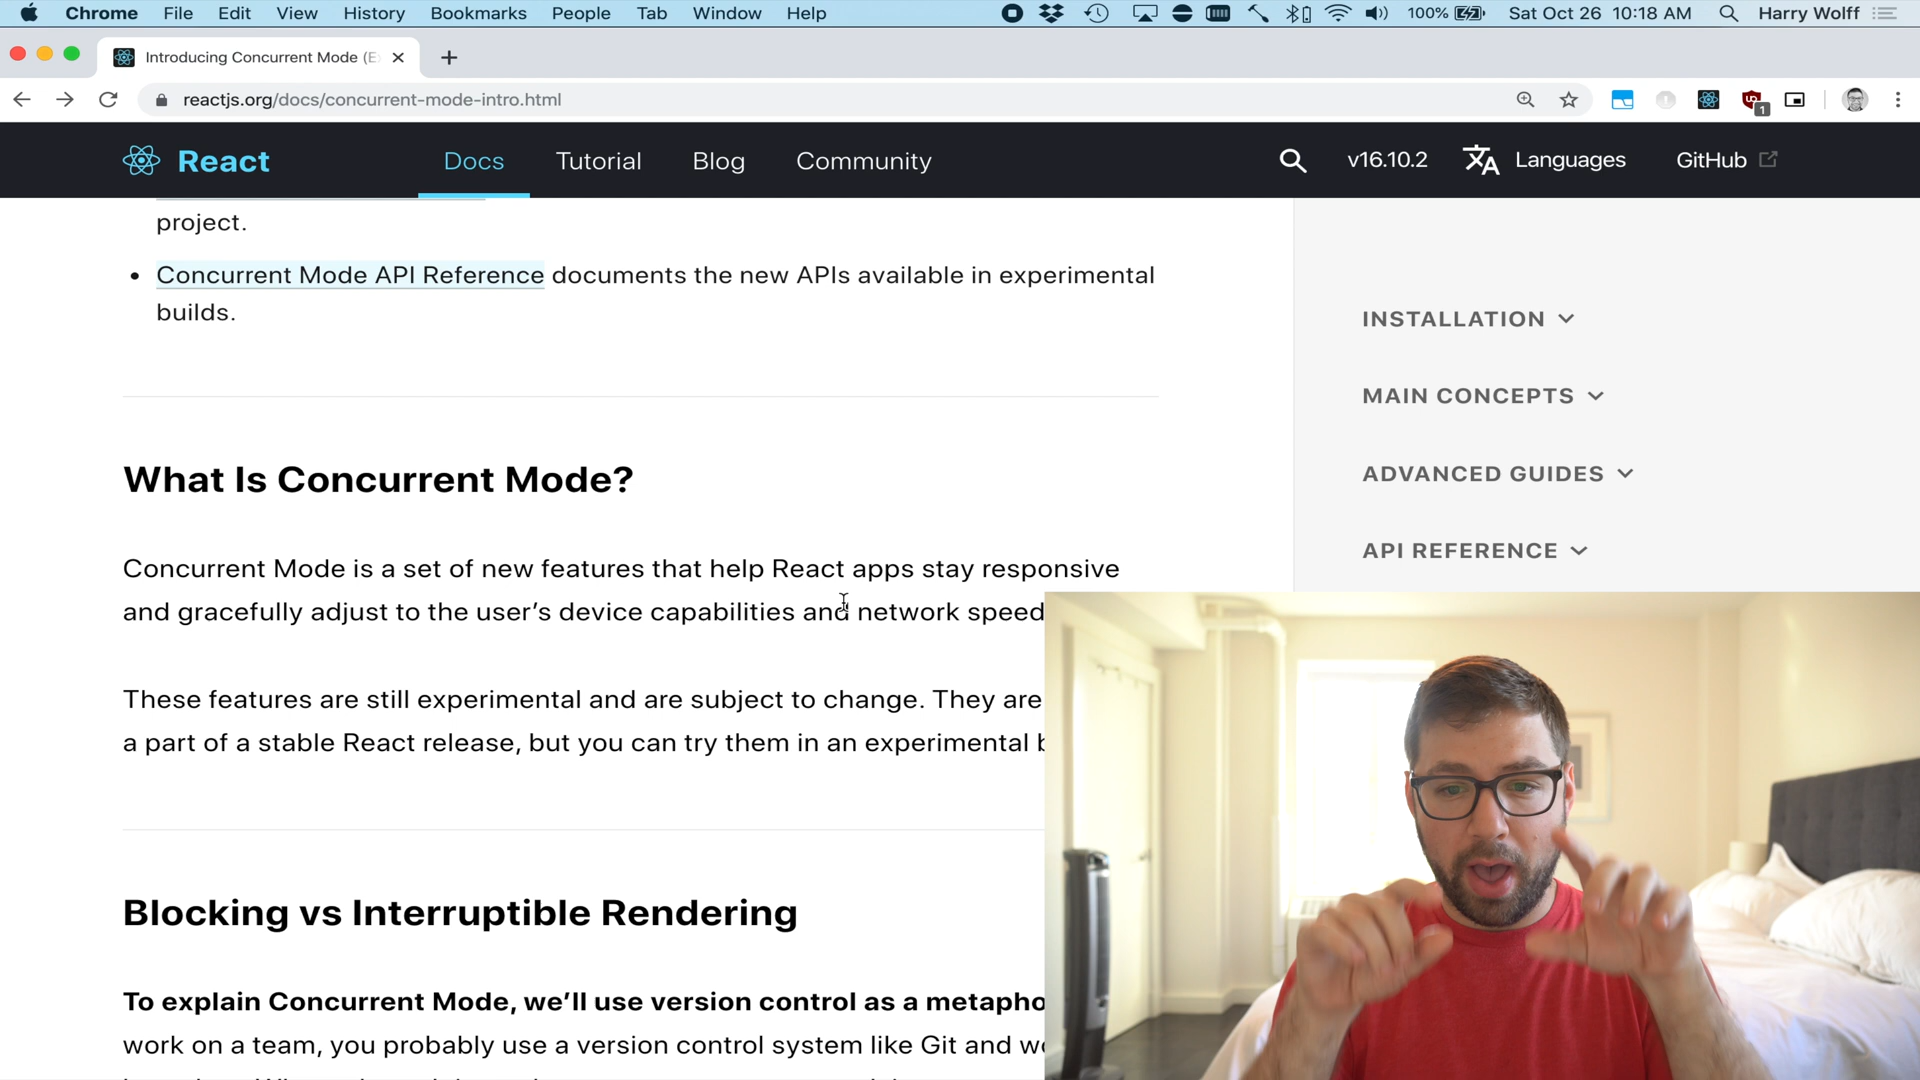 Chrome File Edit View History Bookmarks People Tab Window Help 100% Sat Oct 26 10:18 AM Harry Wolff
Introducing Concurrent Mode (E
reactjs.org/docs/concurrent-mode-intro.html
1
React Docs Tutorial Blog Community v16.10.2 Languages GitHub
project.
Concurrent Mode API Reference documents the new APIs available in experimental
builds.
INSTALLATION
MAIN CONCEPTS
ADVANCED GUIDES
API REFERENCE
What Is Concurrent Mode?
Concurrent Mode is a set of new features that help React apps stay responsive
and gracefully adjust to the user’s device capabilities and network speed
These features are still experimental and are subject to change. They are
a part of a stable React release, but you can try them in an experimental
Blocking vs Interruptible Rendering
To explain Concurrent Mode, we’ll use version control as a metapho
work on a team, you probably use a version control system like Git and